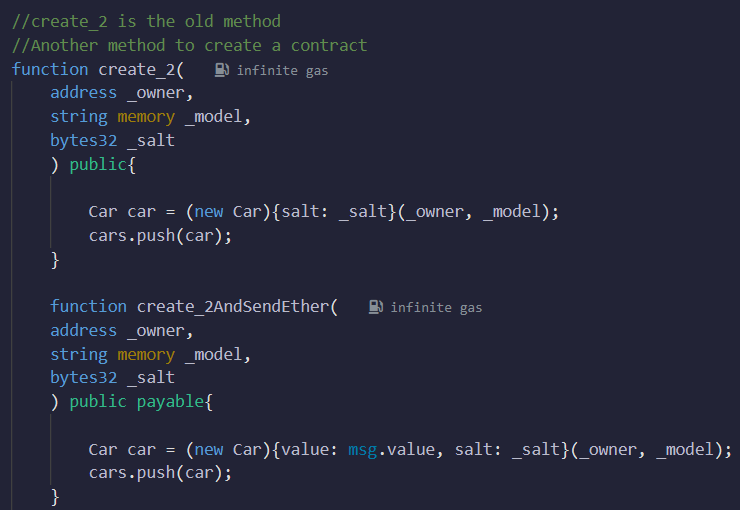 //create_2 is the old method
//Another method to create a contract
function create_2( infinite gas
address _owner,
string memory _model,
bytes32 _salt
) public{
Car car = (new Car){salt: _salt}(_owner, _model);
cars.push(car);
}
function create_2AndSendEther( infinite gas
address _owner,
string memory _model,
bytes32 _salt
) public payable{
Car car = (new Car){value: msg.value, salt: _salt}(_owner, _model);
cars.push(car);
}